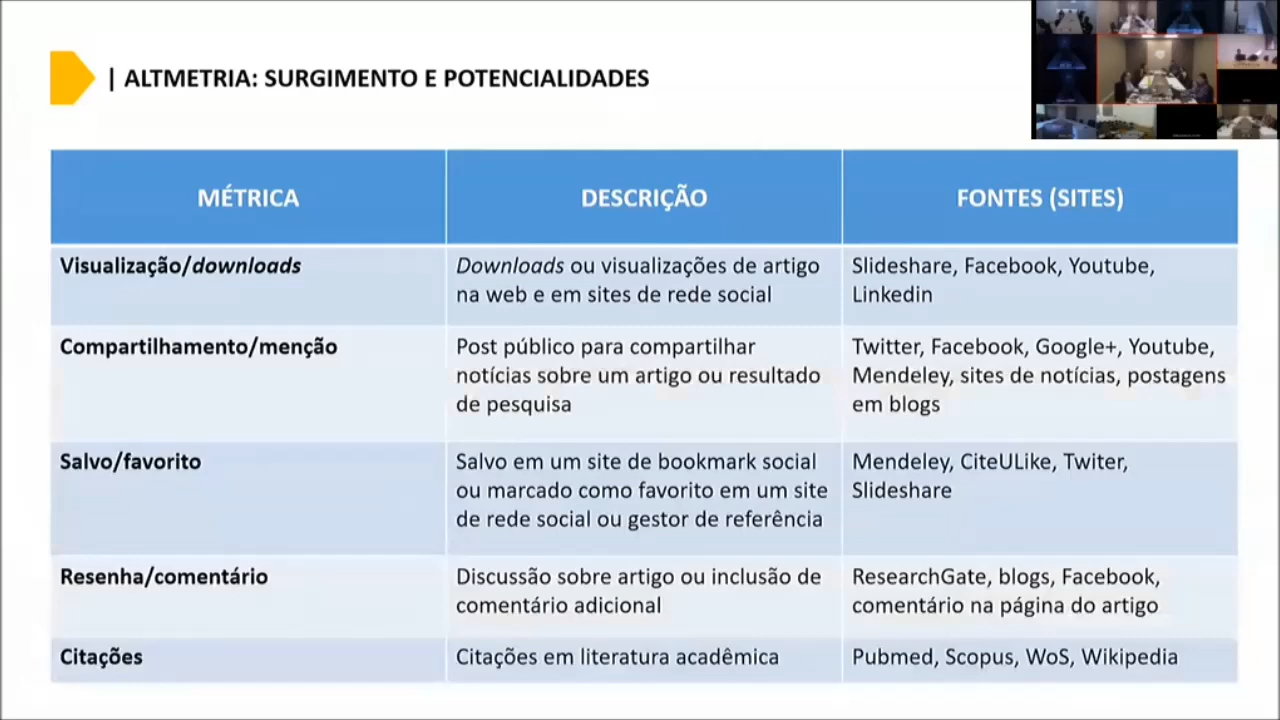 | ALTMETRIA: SURGIMENTO E POTENCIALIDADES
MÉTRICA
DESCRIÇÃO
FONTES (SITES)
Visualização/downloads
Downloads ou visualizações de artigo
na web e em sites de rede social
Slideshare, Facebook, Youtube,
Linkedin
Compartilhamento/menção
Post público para compartilhar
notícias sobre um artigo ou resultado
de pesquisa
Twitter, Facebook, Google+, Youtube,
Mendeley, sites de notícias, postagens
em blogs
Salvo/favorito
Salvo em um site de bookmark social
ou marcado como favorito em um site
de rede social ou gestor de referência
Mendeley, CiteULike, Twiter,
Slideshare
Resenha/comentário
Discussão sobre artigo ou inclusão de
comentário adicional
ResearchGate, blogs, Facebook,
comentário na página do artigo
Citações
Citações em literatura acadêmica
Pubmed, Scopus, WoS, Wikipedia